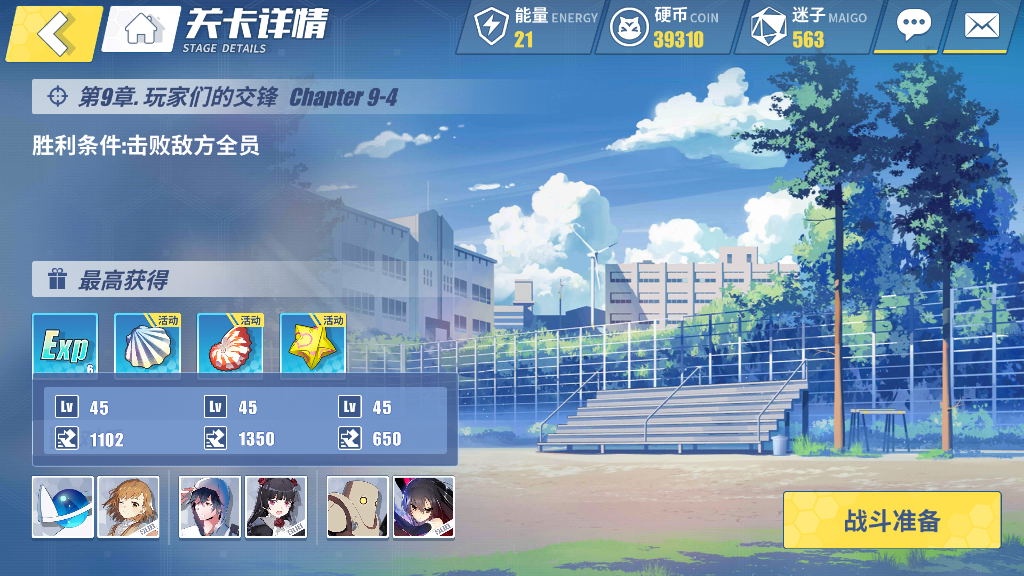 关卡详情
STAGE DETAILS
能量 ENERGY
21
硬币 COIN
39310
迷子 MAIGO
563
第9章. 玩家们的交锋 Chapter 9-4
胜利条件:击败敌方全员
最高获得
Exp 6
活动
活动
活动
Lv 45
Lv 45
Lv 45
1102
1350
650
战斗准备